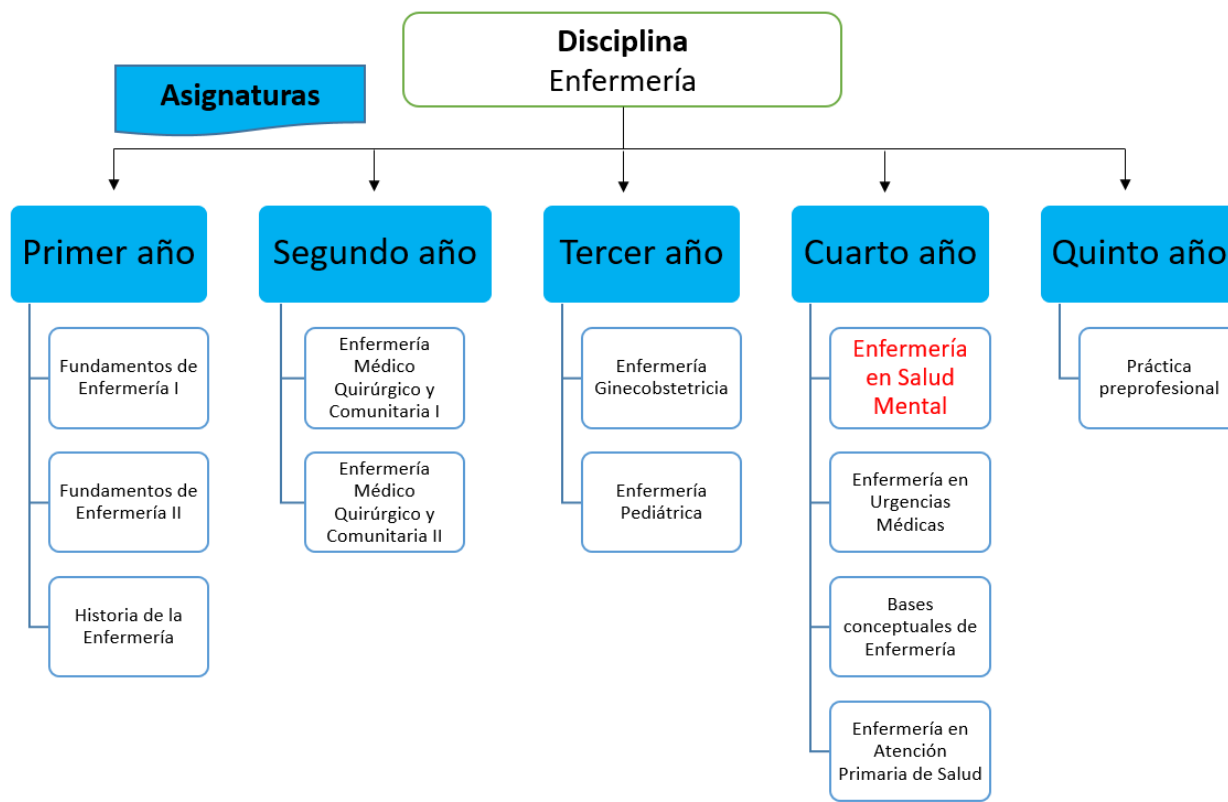 Disciplina
Enfermería
Asignaturas
Primer año
Fundamentos de
Enfermería I
Fundamentos de
Enfermería II
Historia de la
Enfermería
Segundo año
Enfermería
Médico
Quirúrgico y
Comunitaria I
Enfermería
Médico
Quirúrgico y
Comunitaria II
Tercer año
Enfermería
Ginecobstetricia
Enfermería
Pediátrica
Cuarto año
Enfermería
en Salud
Mental
Enfermería en
Urgencias
Médicas
Bases
conceptuales de
Enfermería
Enfermería en
Atención
Primaria de Salud
Quinto año
Práctica
preprofesional